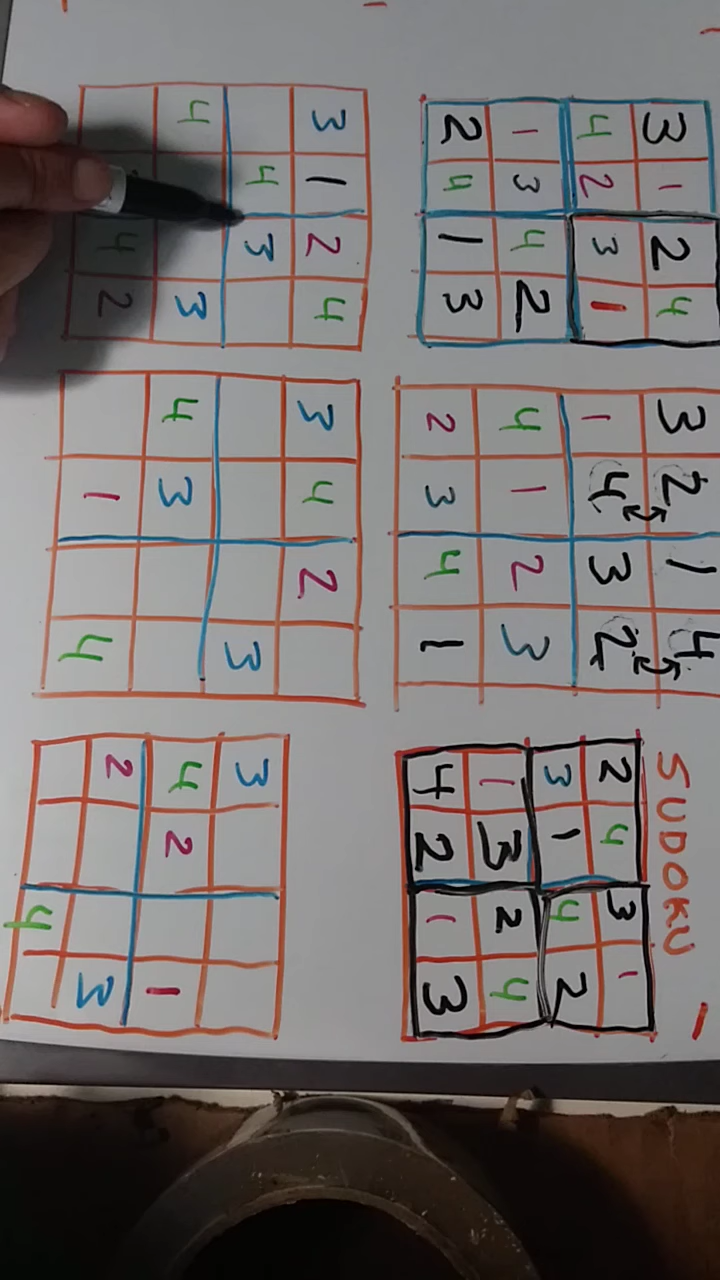 SUDOKU
3 1 2 4
4 2 3 1
1 3 4 2
2 4 1 3
3 2 1 4
1 4 3 2
4 1 2 3
2 3 4 1
2 4 3 1
3 1 4 2
1 3 2 4
4 2 1 3
3 1 2 4
4 3
4 3
4 2
3 4 2
3
4 3
1 4
3
4 2 1
2 3
4